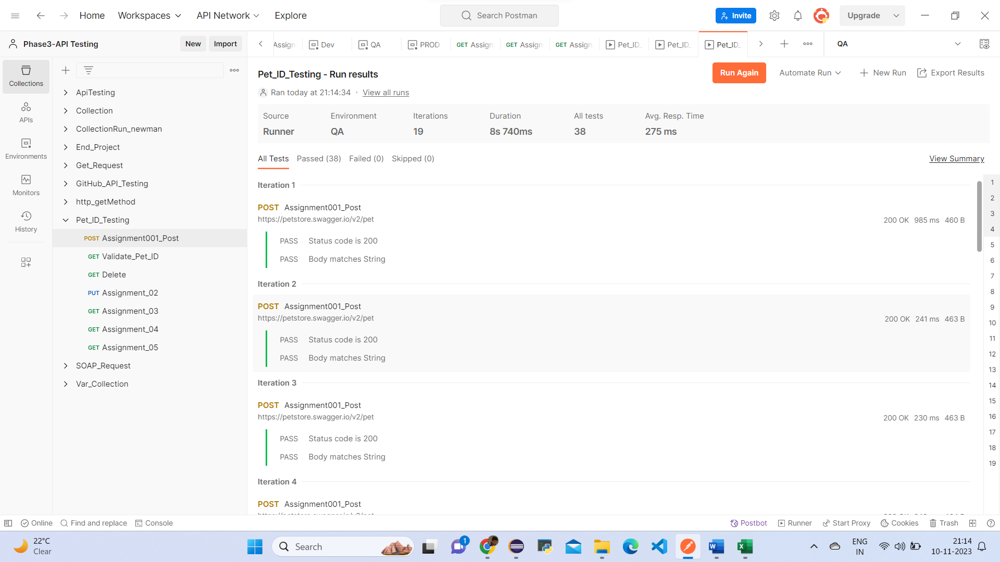 Home Workspaces API Network Explore Search Postman Invite Upgrade
Phase3-API Testing New Import Assign Dev QA PROD GET Assign GET Assign GET Assign Pet_ID_ Pet_ID_ Pet_ID_ QA
Collections
APIs
Environments
Monitors
History
ApiTesting
Collection
CollectionRun_newman
End_Project
Get_Request
GitHub_API_Testing
http_getMethod
Pet_ID_Testing
POST Assignment001_Post
GET Validate_Pet_ID
GET Delete
PUT Assignment_02
GET Assignment_03
GET Assignment_04
GET Assignment_05
SOAP_Request
Var_Collection
Pet_ID_Testing - Run results Run Again Automate Run New Run Export Results
Ran today at 21:14:34 · View all runs
Source Environment Iterations Duration All tests Avg. Resp. Time
Runner QA 19 8s 740ms 38 275 ms
All Tests Passed (38) Failed (0) Skipped (0) View Summary
Iteration 1
POST Assignment001_Post
https://petstore.swagger.io/v2/pet 200 OK 985 ms 460 B
PASS Status code is 200
PASS Body matches String
Iteration 2
POST Assignment001_Post
https://petstore.swagger.io/v2/pet 200 OK 241 ms 463 B
PASS Status code is 200
PASS Body matches String
Iteration 3
POST Assignment001_Post
https://petstore.swagger.io/v2/pet 200 OK 230 ms 463 B
PASS Status code is 200
PASS Body matches String
Iteration 4
POST Assignment001_Post
1
2
3
4
5
6
7
8
9
10
11
12
13
14
15
16
17
18
19
Online Find and replace Console Postbot Runner Start Proxy Cookies Trash
22°C
Clear
Search
1
ENG
IN
21:14
10-11-2023